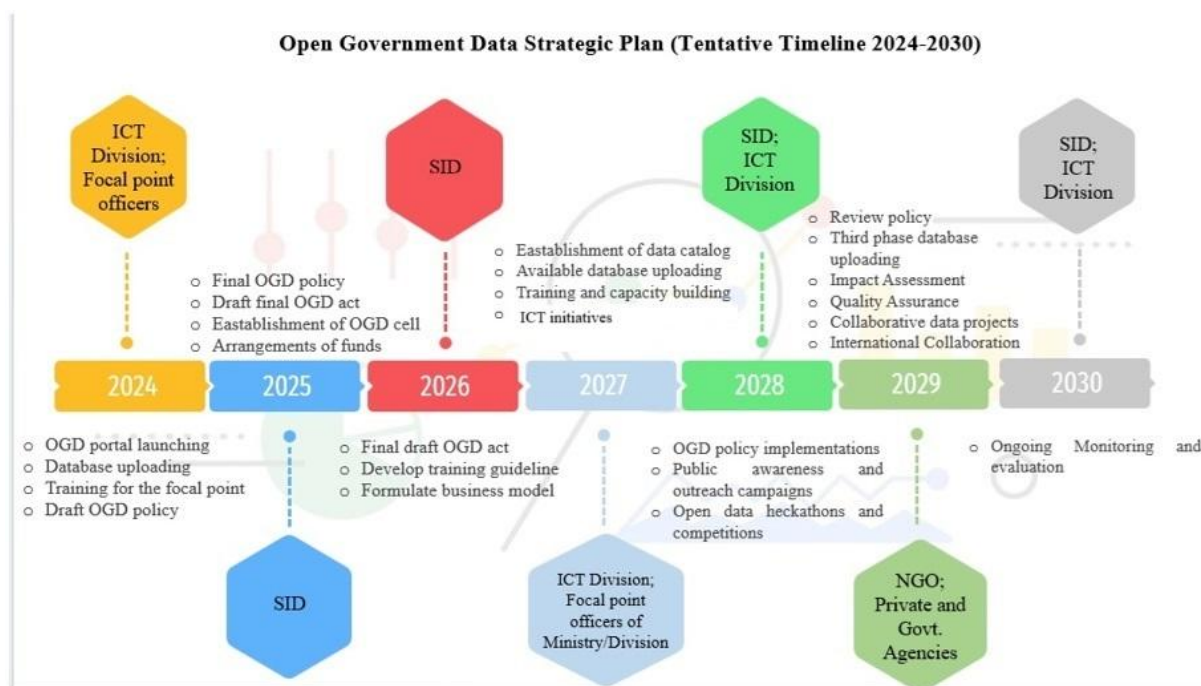 Open Government Data Strategic Plan (Tentative Timeline 2024-2030)
ICT
Division;
Focal point
officers
SID
SID;
ICT
Division
SID;
ICT
Division
o Final OGD policy
o Draft final OGD act
o Eastablishment of OGD cell
o Arrangements of funds
o Eastablishment of data catalog
o Available database uploading
o Training and capacity building
o ICT initiatives
o Review policy
o Third phase database
uploading
o Impact Assessment
o Quality Assurance
o Collaborative data projects
o International Collaboration
2024
2025
2026
2027
2028
2029
2030
o OGD portal launching
o Database uploading
o Training for the focal point
o Draft OGD policy
o Final draft OGD act
o Develop training guideline
o Formulate business model
o OGD policy implementations
o Public awareness and
outreach campaigns
o Open data heckathons and
competitions
o Ongoing Monitoring and
evaluation
SID
ICT Division;
Focal point
officers of
Ministry/Division
NGO;
Private and
Govt.
Agencies